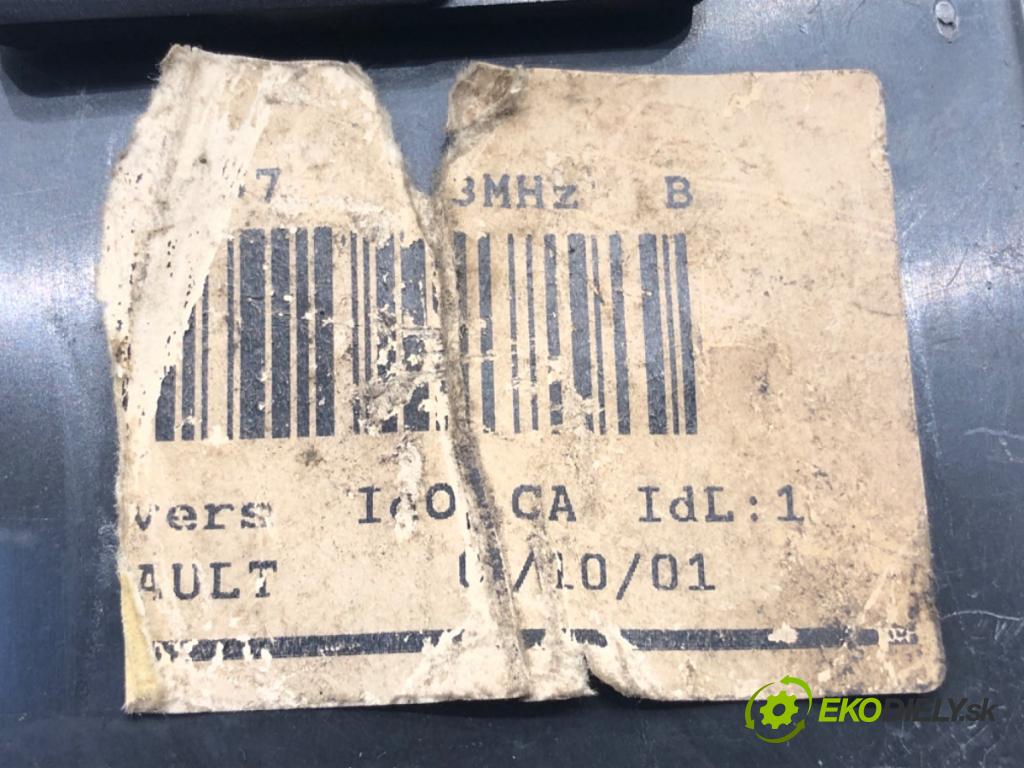 7 3MHz B
vers CA IdL:1
AULT /10/01
EKODIELY.sk